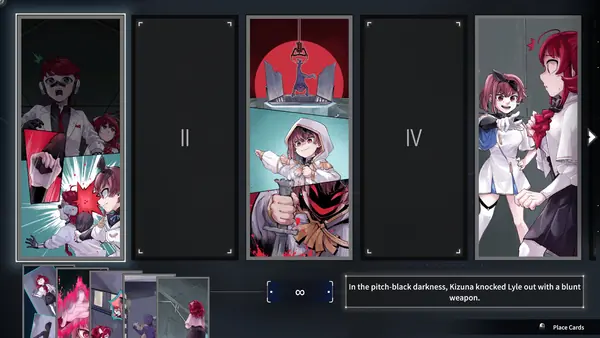 II
IV
∞
In the pitch-black darkness, Kizuna knocked Lyle out with a blunt
weapon.
Place Cards